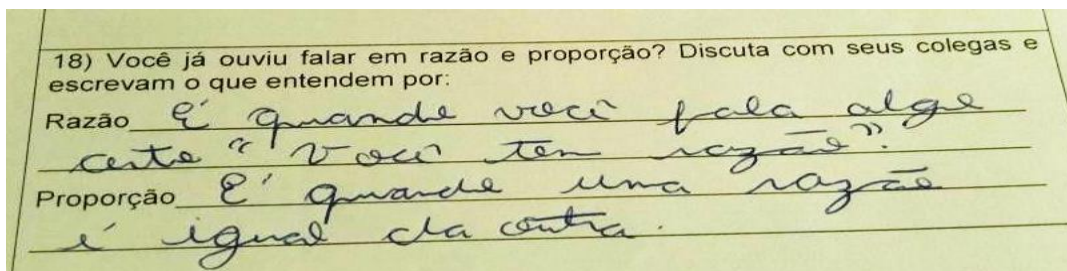 18) Você já ouviu falar em razão e proporção? Discuta com seus colegas e
escrevam o que entendem por:
Razão É quando você fala algo
certo "Você tem razão".
Proporção É quando uma razão
é igual da outra.